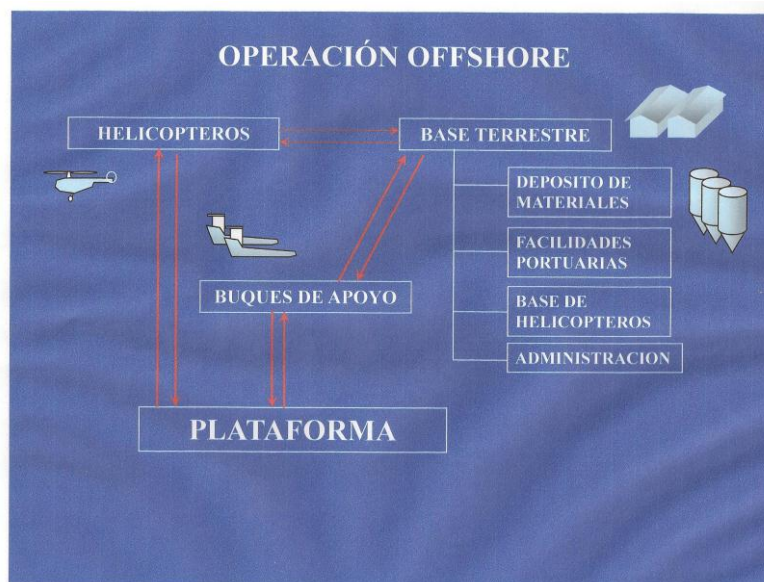 OPERACIÓN OFFSHORE
HELICOPTEROS
BASE TERRESTRE
DEPOSITO DE
MATERIALES
FACILIDADES
PORTUARIAS
BUQUES DE APOYO
BASE DE
HELICOPTEROS
ADMINISTRACION
PLATAFORMA